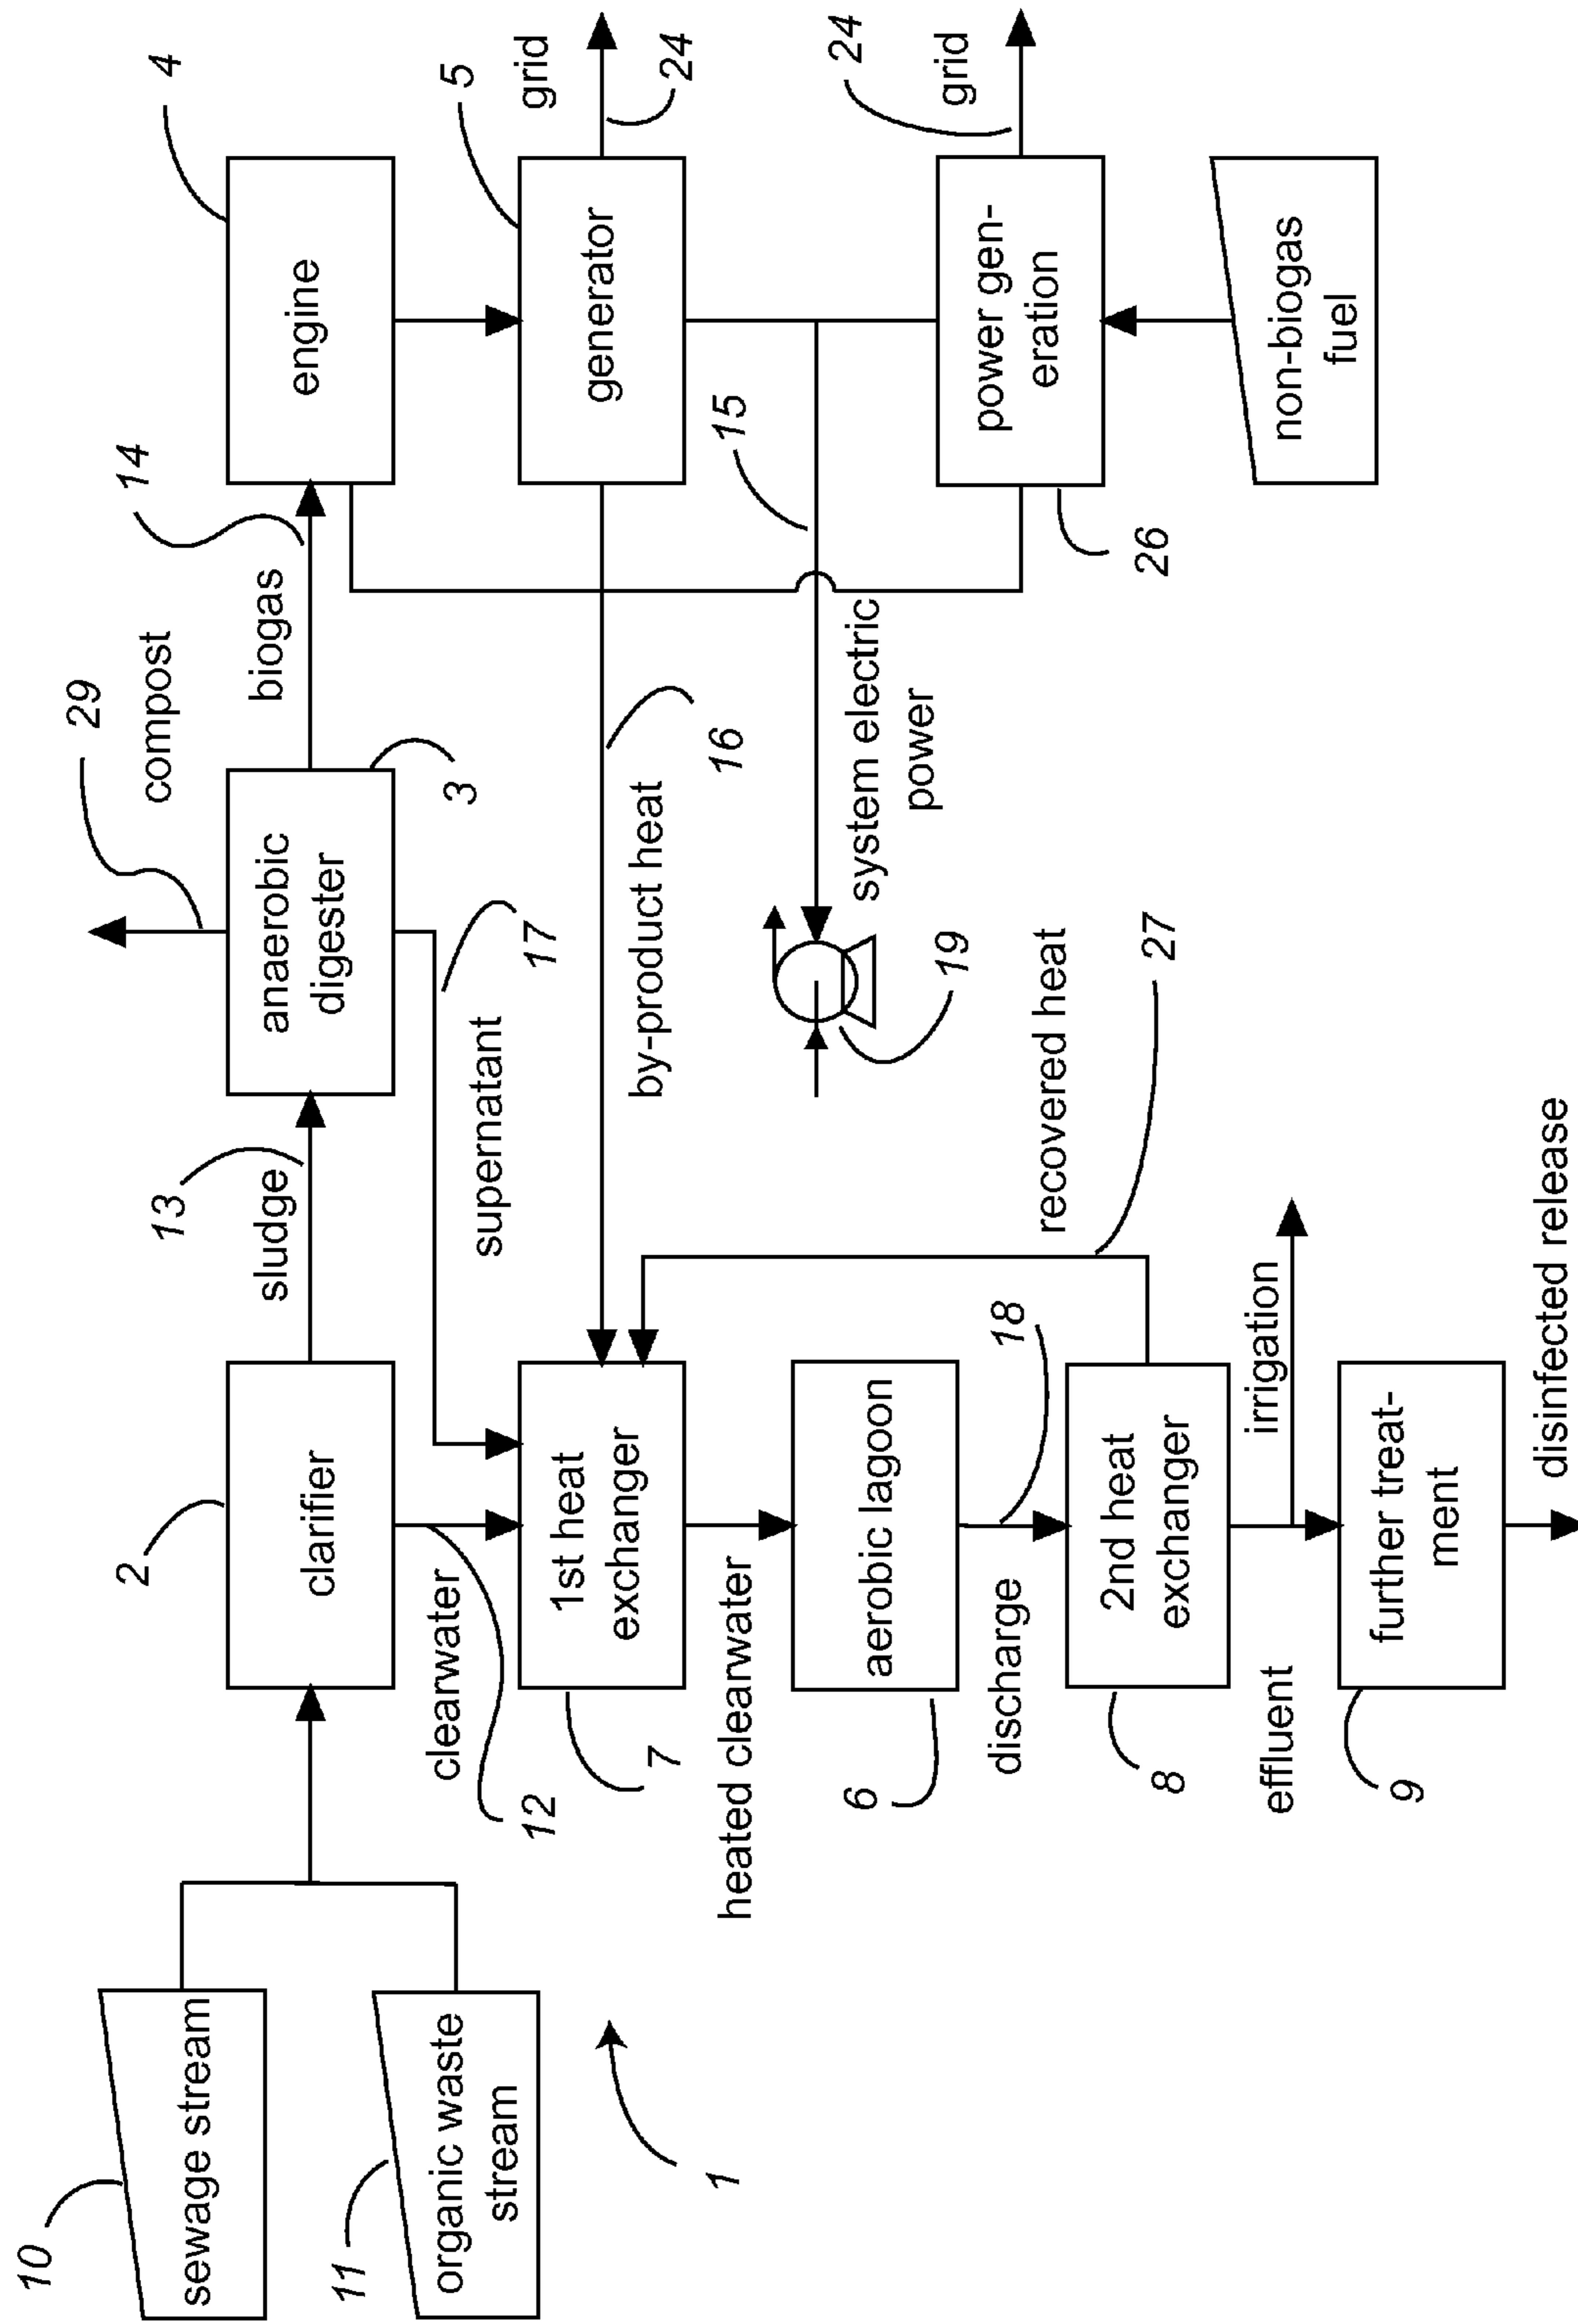 10
sewage stream
11
organic waste
stream
1
2
clarifier
clearwater
12
13
sludge
29
compost
anaerobic
digester
3
supernatant
17
14
biogas
4
engine
5
generator
grid
24
24
grid
power gen-
eration
26
non-biogas
fuel
15
system electric
power
19
16
by-product heat
1st heat
exchanger
7
heated clearwater
aerobic lagoon
6
discharge
18
recovered heat
27
2nd heat
exchanger
8
effluent
irrigation
further treat-
ment
9
disinfected release